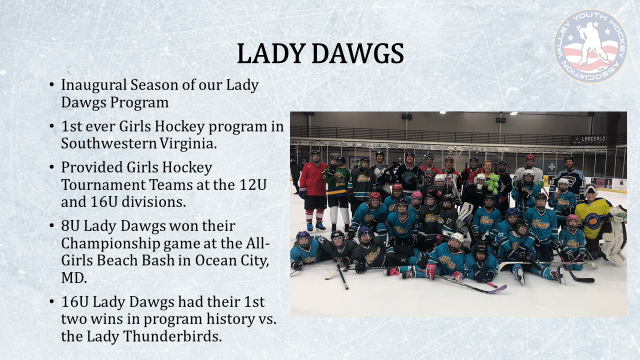 LADY DAWGS
VALLEY YOUTH HOCKEY ASSOCIATION
• Inaugural Season of our Lady
Dawgs Program
• 1st ever Girls Hockey program in
Southwestern Virginia.
• Provided Girls Hockey
Tournament Teams at the 12U
and 16U divisions.
• 8U Lady Dawgs won their
Championship game at the All-
Girls Beach Bash in Ocean City,
MD.
• 16U Lady Dawgs had their 1st
two wins in program history vs.
the Lady Thunderbirds.